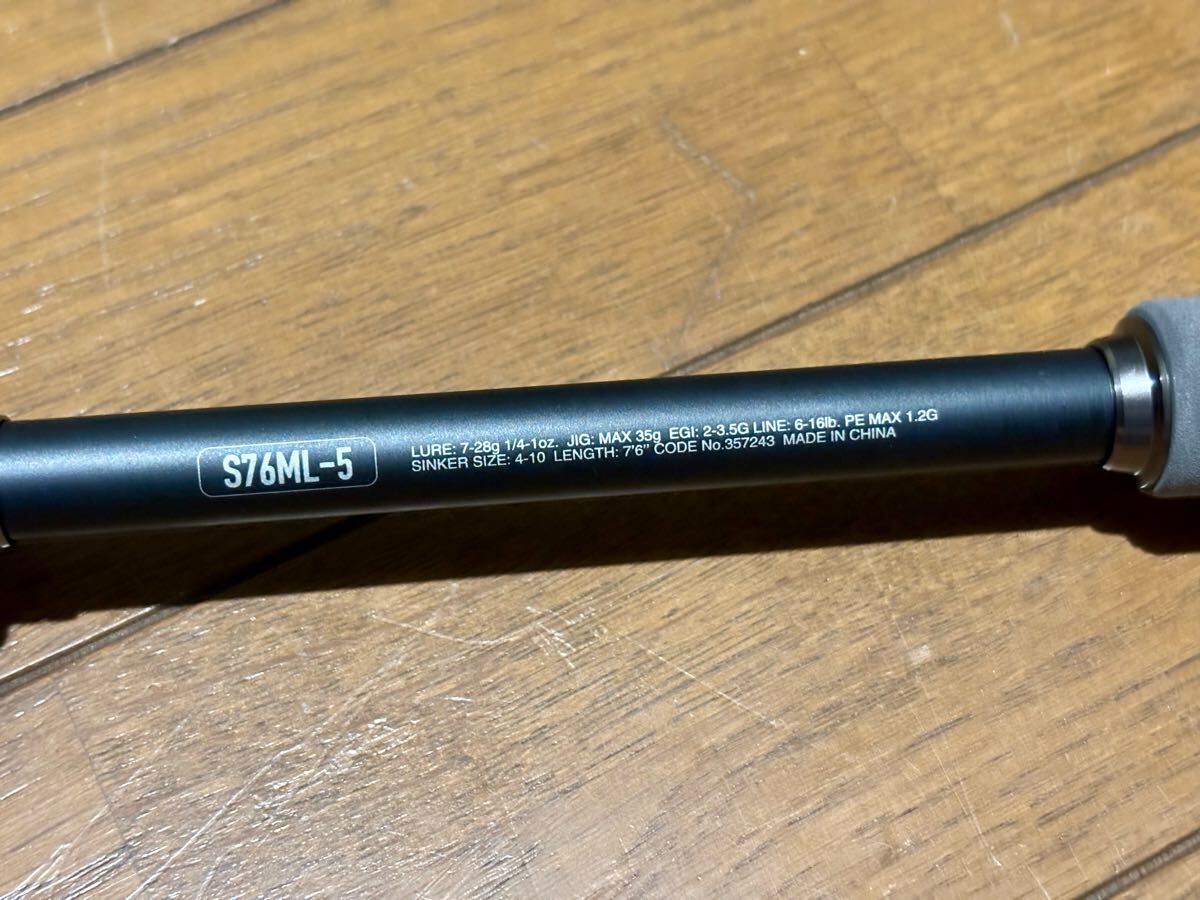 S76ML-5
LURE: 7-28g 1/4-1oz. JIG: MAX 35g EGI: 2-3.5G LINE: 6-16lb. PE MAX 1.2G
SINKER SIZE: 4-10 LENGTH: 7'6" CODE No.357243 MADE IN CHINA